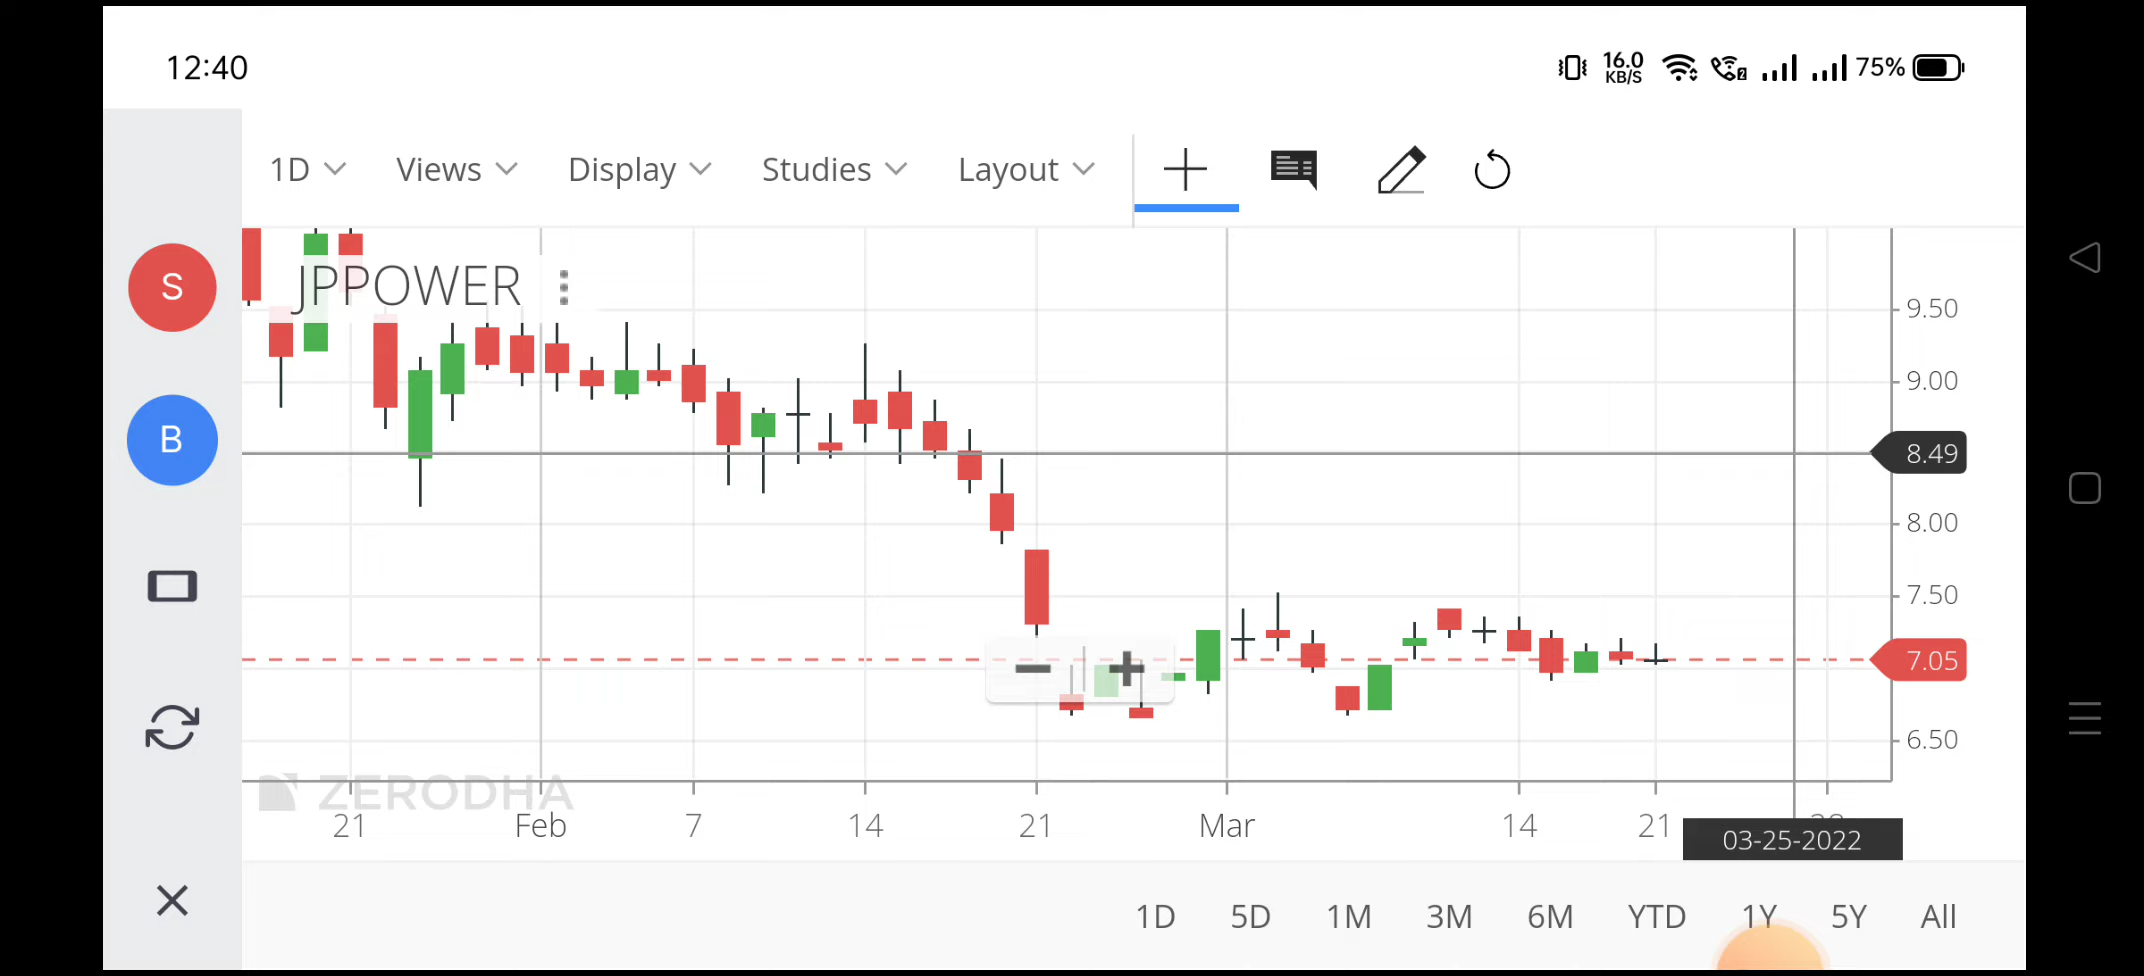 12:40
16.0
KB/S
2
75%
1D Views Display Studies Layout
S
JPPOWER
B
9.50
9.00
8.49
8.00
7.50
7.05
6.50
ZERODHA
21 Feb 7 14 21 Mar 14 21
03-25-2022
1D 5D 1M 3M 6M YTD 1Y 5Y All